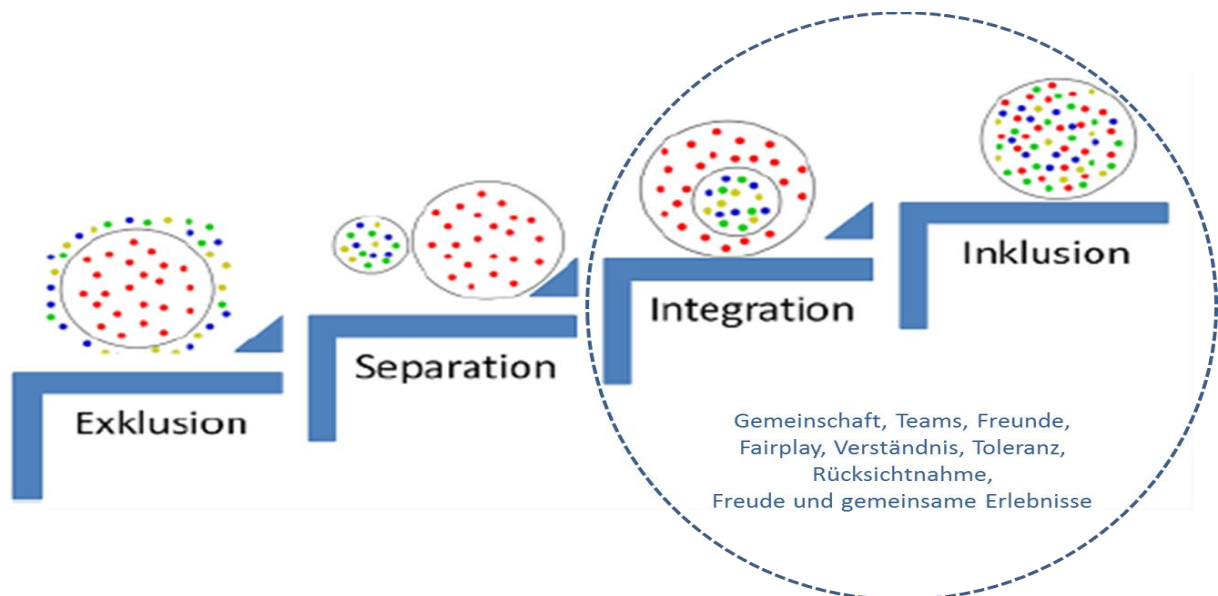 Exklusion
Separation
Integration
Inklusion
Gemeinschaft, Teams, Freunde,
Fairplay, Verständnis, Toleranz,
Rücksichtnahme,
Freude und gemeinsame Erlebnisse